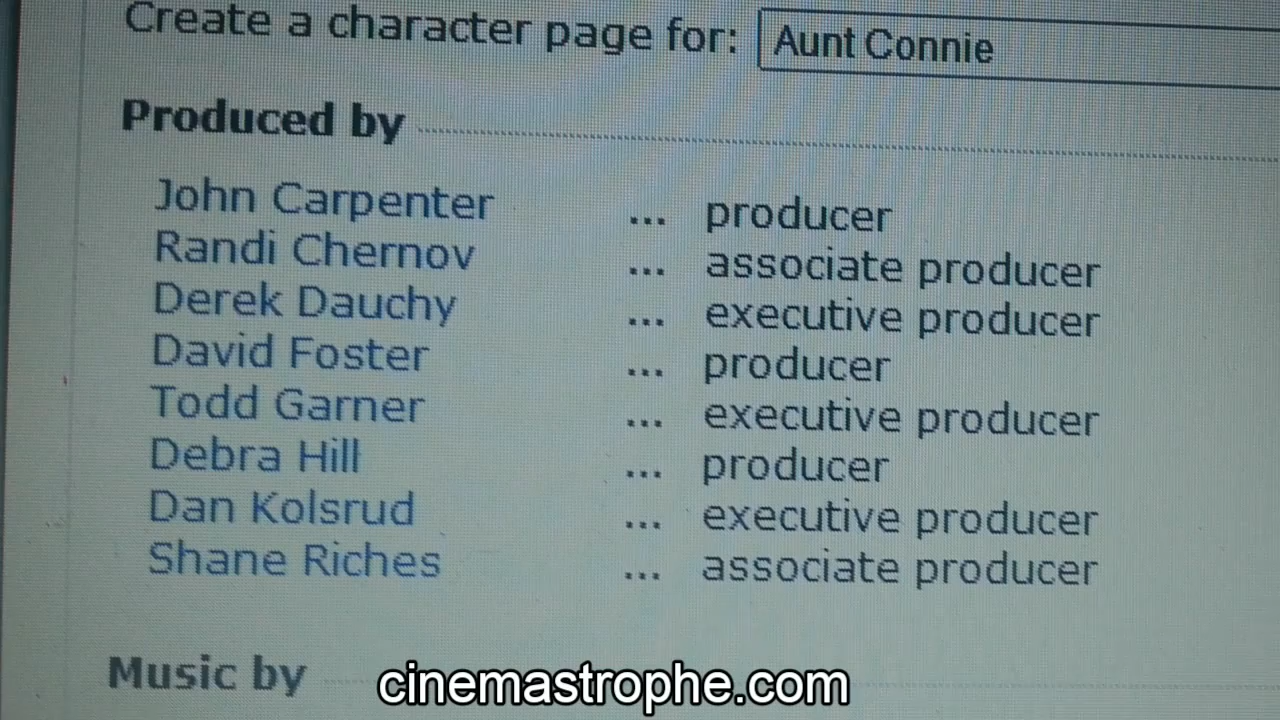 Create a character page for: Aunt Connie
Produced by
John Carpenter ... producer
Randi Chernov ... associate producer
Derek Dauchy ... executive producer
David Foster ... producer
Todd Garner ... executive producer
Debra Hill ... producer
Dan Kolsrud ... executive producer
Shane Riches ... associate producer
Music by
cinemastrophe.com